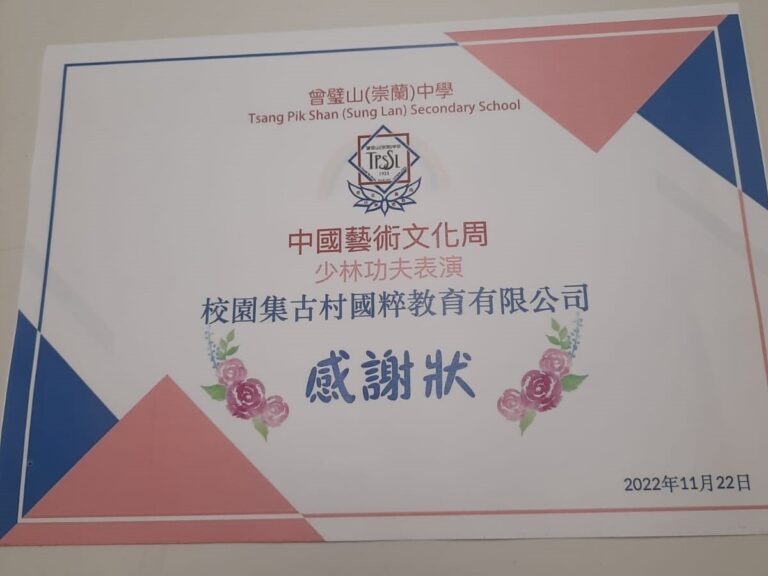 曾璧山(崇蘭)中學
Tsang Pik Shan (Sung Lan) Secondary School
TPSSL
中國藝術文化周
少林功夫表演
校園集古村國粹教育有限公司
感謝狀
2022年11月22日